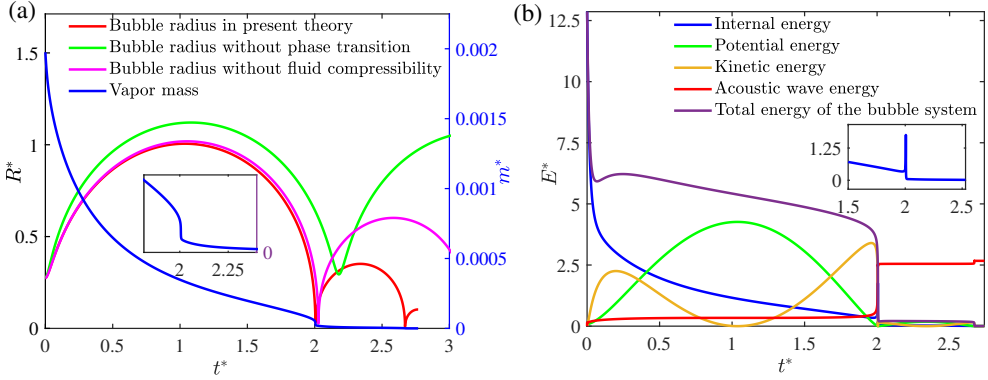 (a)
Bubble radius in present theory
Bubble radius without phase transition
Bubble radius without fluid compressibility
Vapor mass
R*
1.5
1
0.5
0
0.002
0.0015
0.001
0.0005
0
m*
0
2
2.25
0
0.5
1
1.5
2
2.5
3
t*
(b)
Internal energy
Potential energy
Kinetic energy
Acoustic wave energy
Total energy of the bubble system
E*
12.5
10
7.5
5
2.5
0
1.25
0
1.5
2
2.5
0
0.5
1
1.5
2
2.5
t*